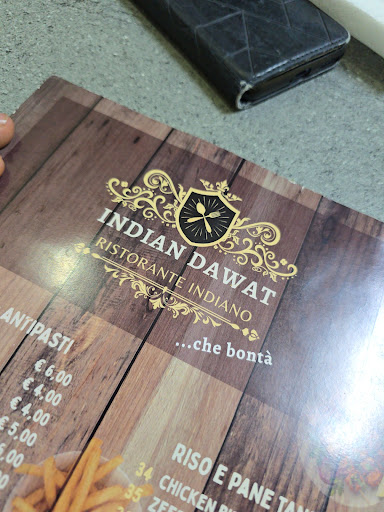 INDIAN DAWAT
RISTORANTE INDIANO
...che bontà
ANTIPASTI
€ 6,00
€ 4,00
€ 4,00
€ 5,00
RISO E PANE
34 CHICKEN
35